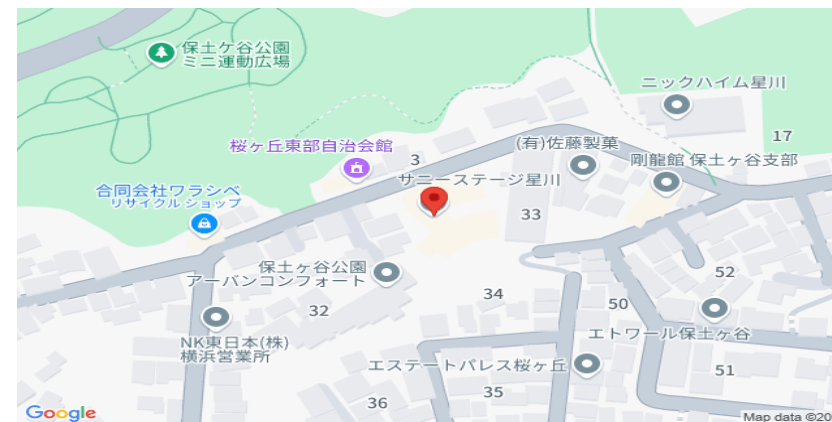 保土ケ谷公園
ミニ運動広場
ニックハイム星川
17
桜ヶ丘東部自治会館
3
(有)佐藤製菓
剛龍館 保土ヶ谷支部
サニーステージ星川
合同会社ワラシベ
リサイクル ショップ
33
保土ヶ谷公園
アーバンコンフォート
52
34
32
50
NK東日本(株)
横浜営業所
エトワール保土ヶ谷
エステートパレス桜ヶ丘
51
35
36
Google
Map data ©20